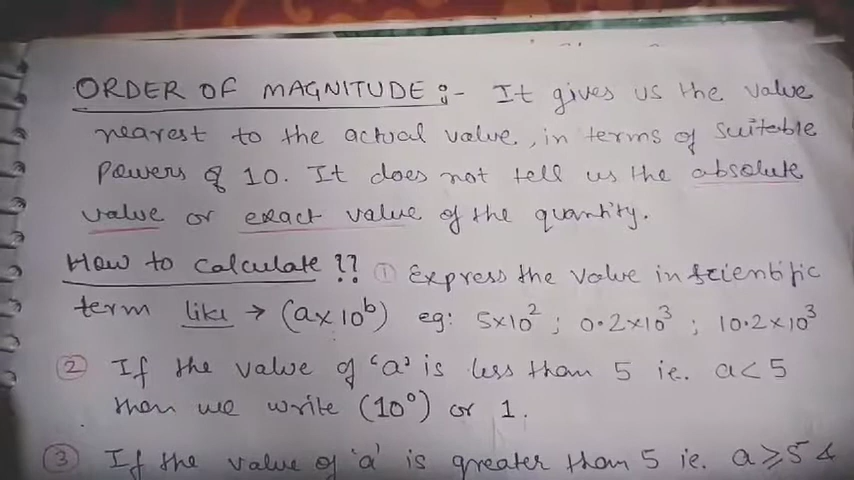 ORDER OF MAGNITUDE :- It gives us the value
nearest to the actual value, in terms of suitable
Powers of 10. It does not tell us the absolute
value or exact value of the quantity.
How to calculate ?? ① Express the value in scientific
term like → (a×10ᵇ) eg: 5×10² ; 0.2×10³ ; 10.2×10³
② If the value of 'a' is less than 5 ie. a<5
then we write (10⁰) or 1.
③ If the value of 'a' is greater than 5 ie. a≥5 &